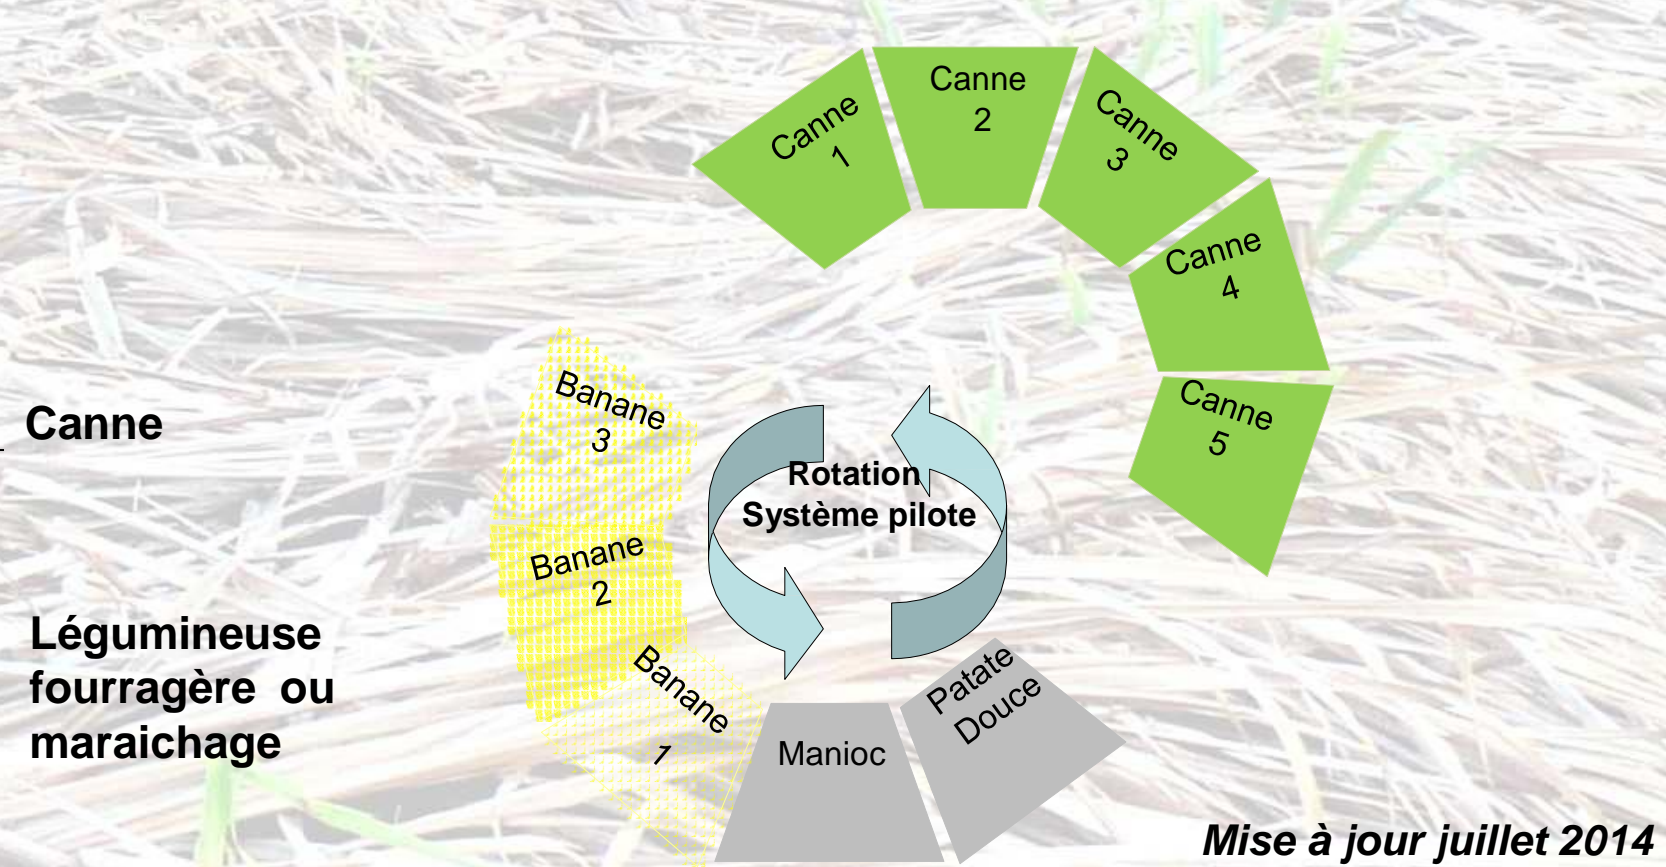 Canne
1
Canne
2
Canne
3
Canne
4
Canne
5
Banane
3
Banane
2
Banane
1
Manioc
Patate
Douce
Rotation
Système pilote
Canne
Légumineuse
fourragère ou
maraichage
Mise à jour juillet 2014